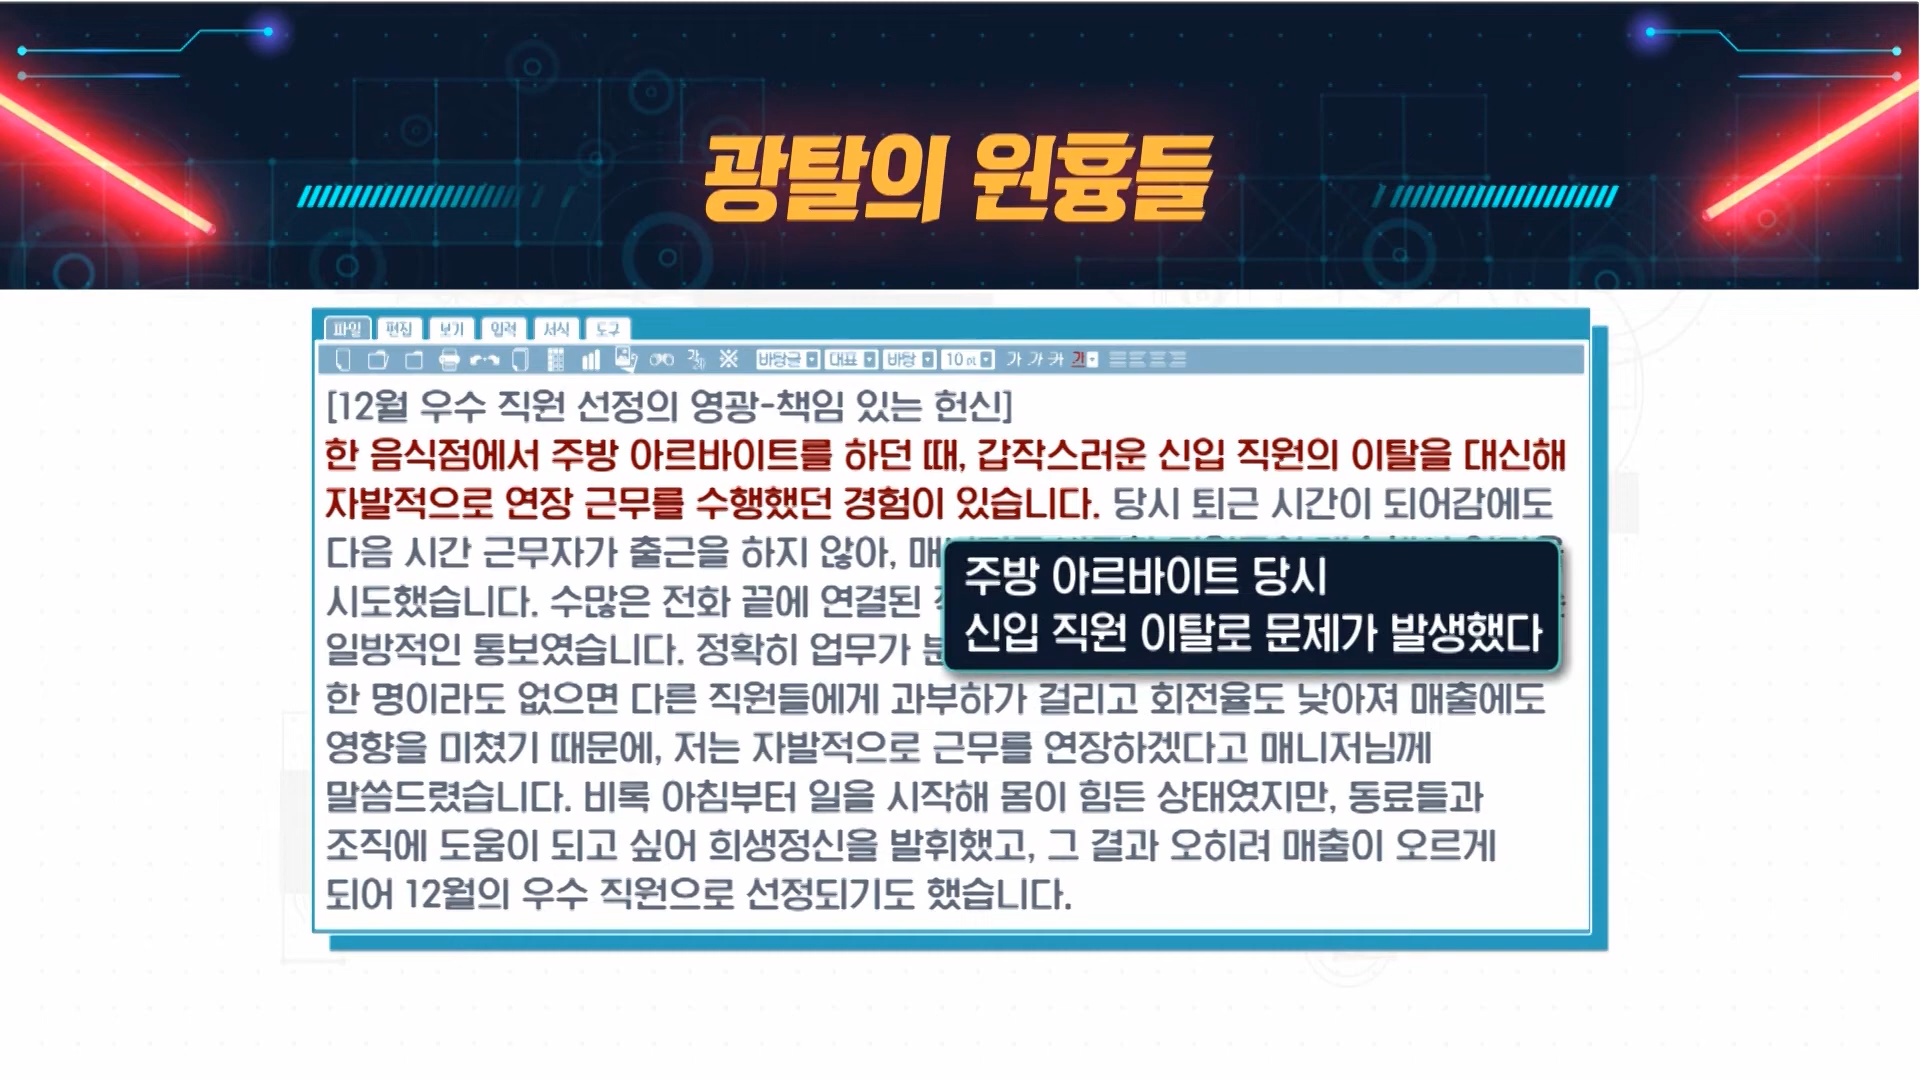 광탈의 원흉들
파일 편집 보기 입력 서식 도구
바탕글 대표 바탕 10 pt 가 가 가 가
[12월 우수 직원 선정의 영광-책임 있는 헌신]
한 음식점에서 주방 아르바이트를 하던 때, 갑작스러운 신입 직원의 이탈을 대신해
자발적으로 연장 근무를 수행했던 경험이 있습니다. 당시 퇴근 시간이 되어감에도
다음 시간 근무자가 출근을 하지 않아,
시도했습니다. 수많은 전화 끝에 연결된
일방적인 통보였습니다. 정확히 업무가
주방 아르바이트 당시
신입 직원 이탈로 문제가 발생했다
한 명이라도 없으면 다른 직원들에게 과부하가 걸리고 회전율도 낮아져 매출에도
영향을 미쳤기 때문에, 저는 자발적으로 근무를 연장하겠다고 매니저님께
말씀드렸습니다. 비록 아침부터 일을 시작해 몸이 힘든 상태였지만, 동료들과
조직에 도움이 되고 싶어 희생정신을 발휘했고, 그 결과 오히려 매출이 오르게
되어 12월의 우수 직원으로 선정되기도 했습니다.